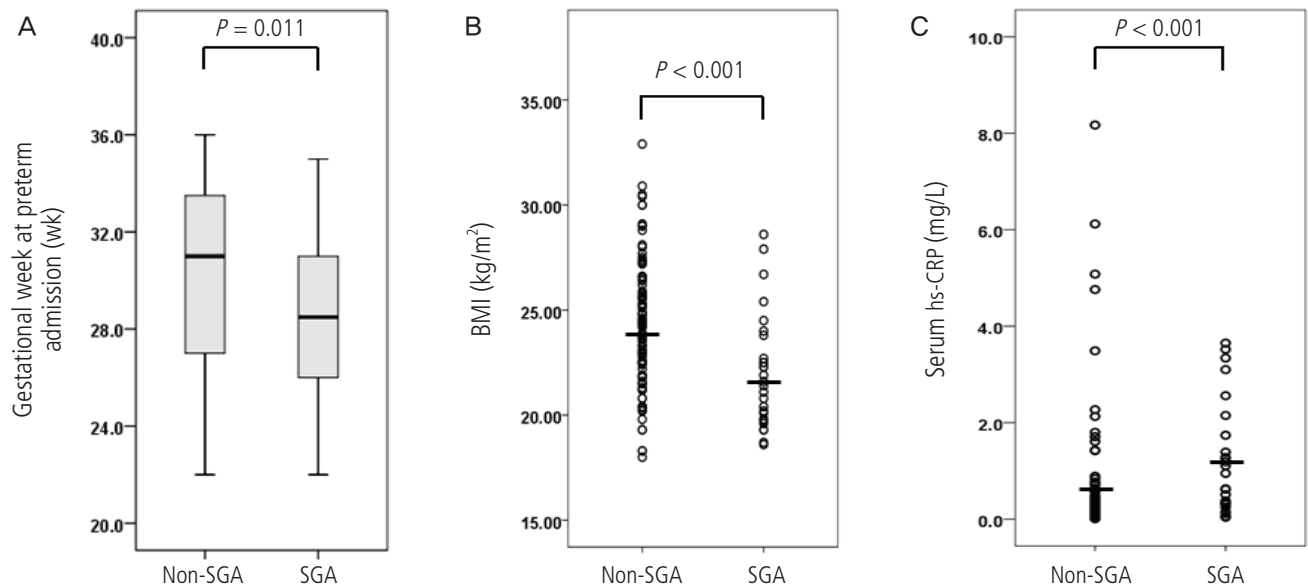 A
P = 0.011
Gestational week at preterm
admission (wk)
40.0
36.0
32.0
28.0
24.0
20.0
Non-SGA SGA
B
P < 0.001
BMI (kg/m²)
35.00
30.00
25.00
20.00
15.00
Non-SGA SGA
C
P < 0.001
Serum hs-CRP (mg/L)
10.0
8.0
6.0
4.0
2.0
0.0
Non-SGA SGA